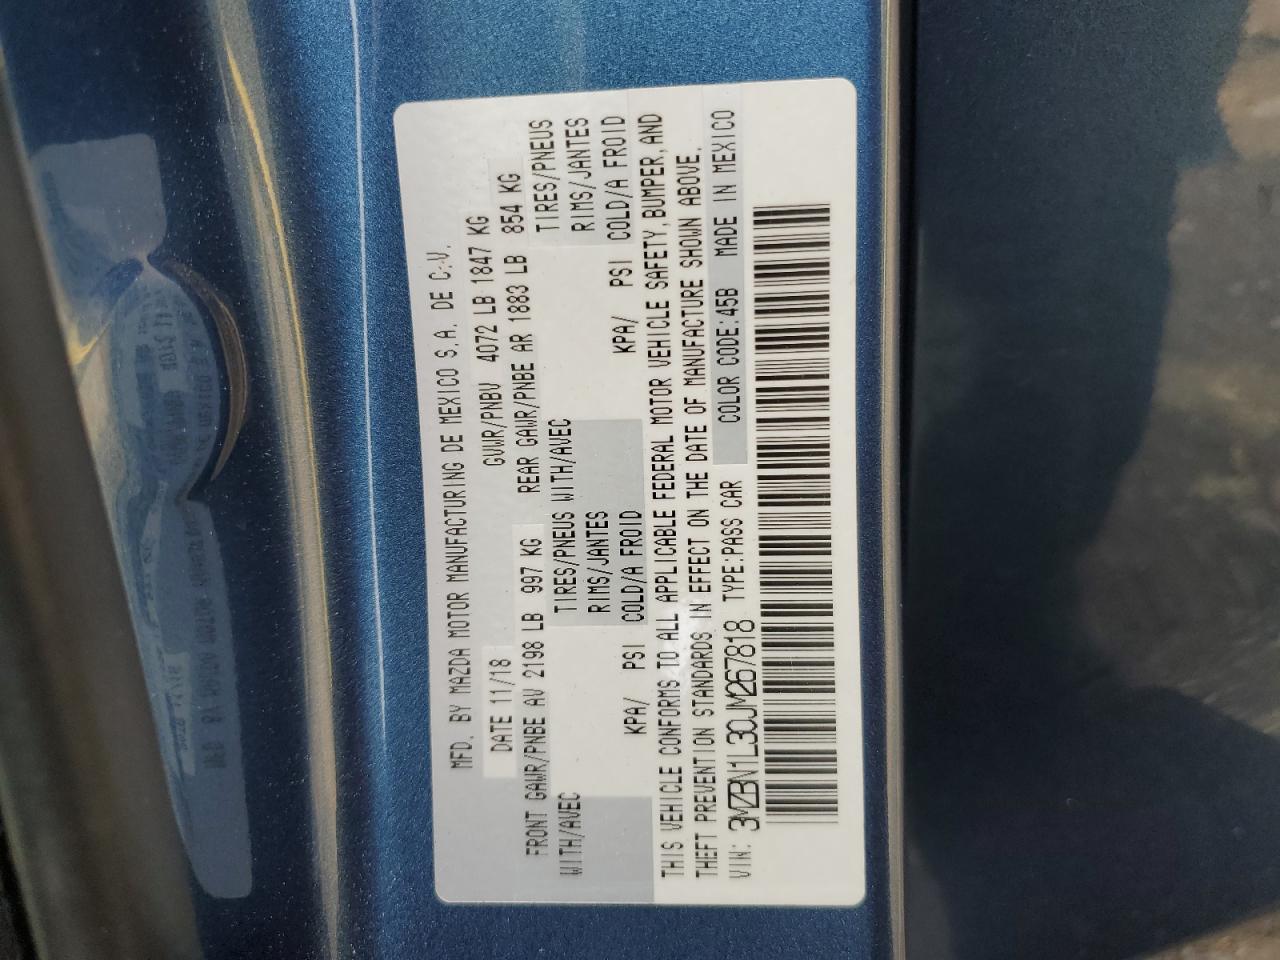 MFD. BY MAZDA MOTOR MANUFACTURING DE MEXICO S.A. DE C.V.
DATE 11/18 GVWR/PNBV 4072 LB 1847 KG
FRONT GAWR/PNBE AV 2198 LB 997 KG REAR GAWR/PNBE AR 1883 LB 854 KG
WITH/AVEC TIRES/PNEUS WITH/AVEC TIRES/PNEUS
RIMS/JANTES RIMS/JANTES
KPA/ PSI COLD/A FROID KPA/ PSI COLD/A FROID
THIS VEHICLE CONFORMS TO ALL APPLICABLE FEDERAL MOTOR VEHICLE SAFETY, BUMPER, AND
THEFT PREVENTION STANDARDS IN EFFECT ON THE DATE OF MANUFACTURE SHOWN ABOVE.
VIN: 3MZBN1L30JM267818 TYPE:PASS CAR COLOR CODE:45B MADE IN MEXICO